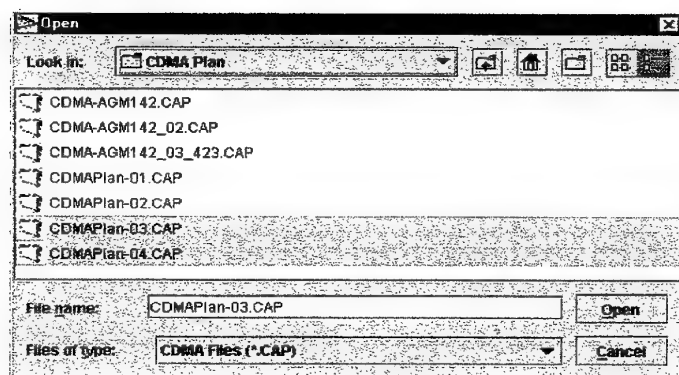 Open
Look in: CDMA Plan
CDMA-AGM142.CAP
CDMA-AGM142_02.CAP
CDMA-AGM142_03_423.CAP
CDMAPlan-01.CAP
CDMAPlan-02.CAP
CDMAPlan-03.CAP
CDMAPlan-04.CAP
File name: CDMAPlan-03.CAP Open
Files of type: CDMA Files (*.CAP) Cancel